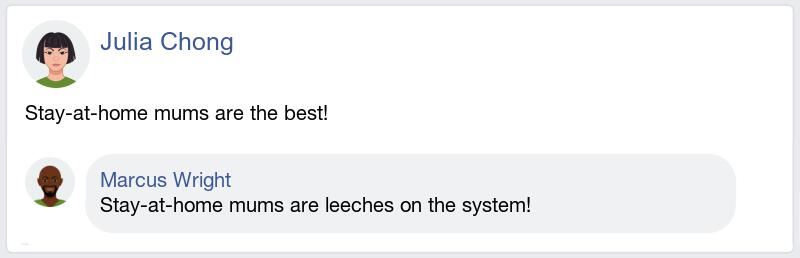 Julia Chong
Stay-at-home mums are the best!
Marcus Wright
Stay-at-home mums are leeches on the system!